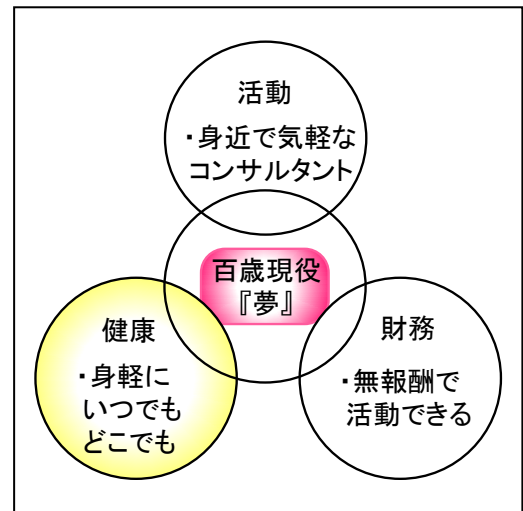 活動
・身近で気軽な
コンサルタント
百歳現役
『夢』
健康
・身軽に
いつでも
どこでも
財務
・無報酬で
活動できる